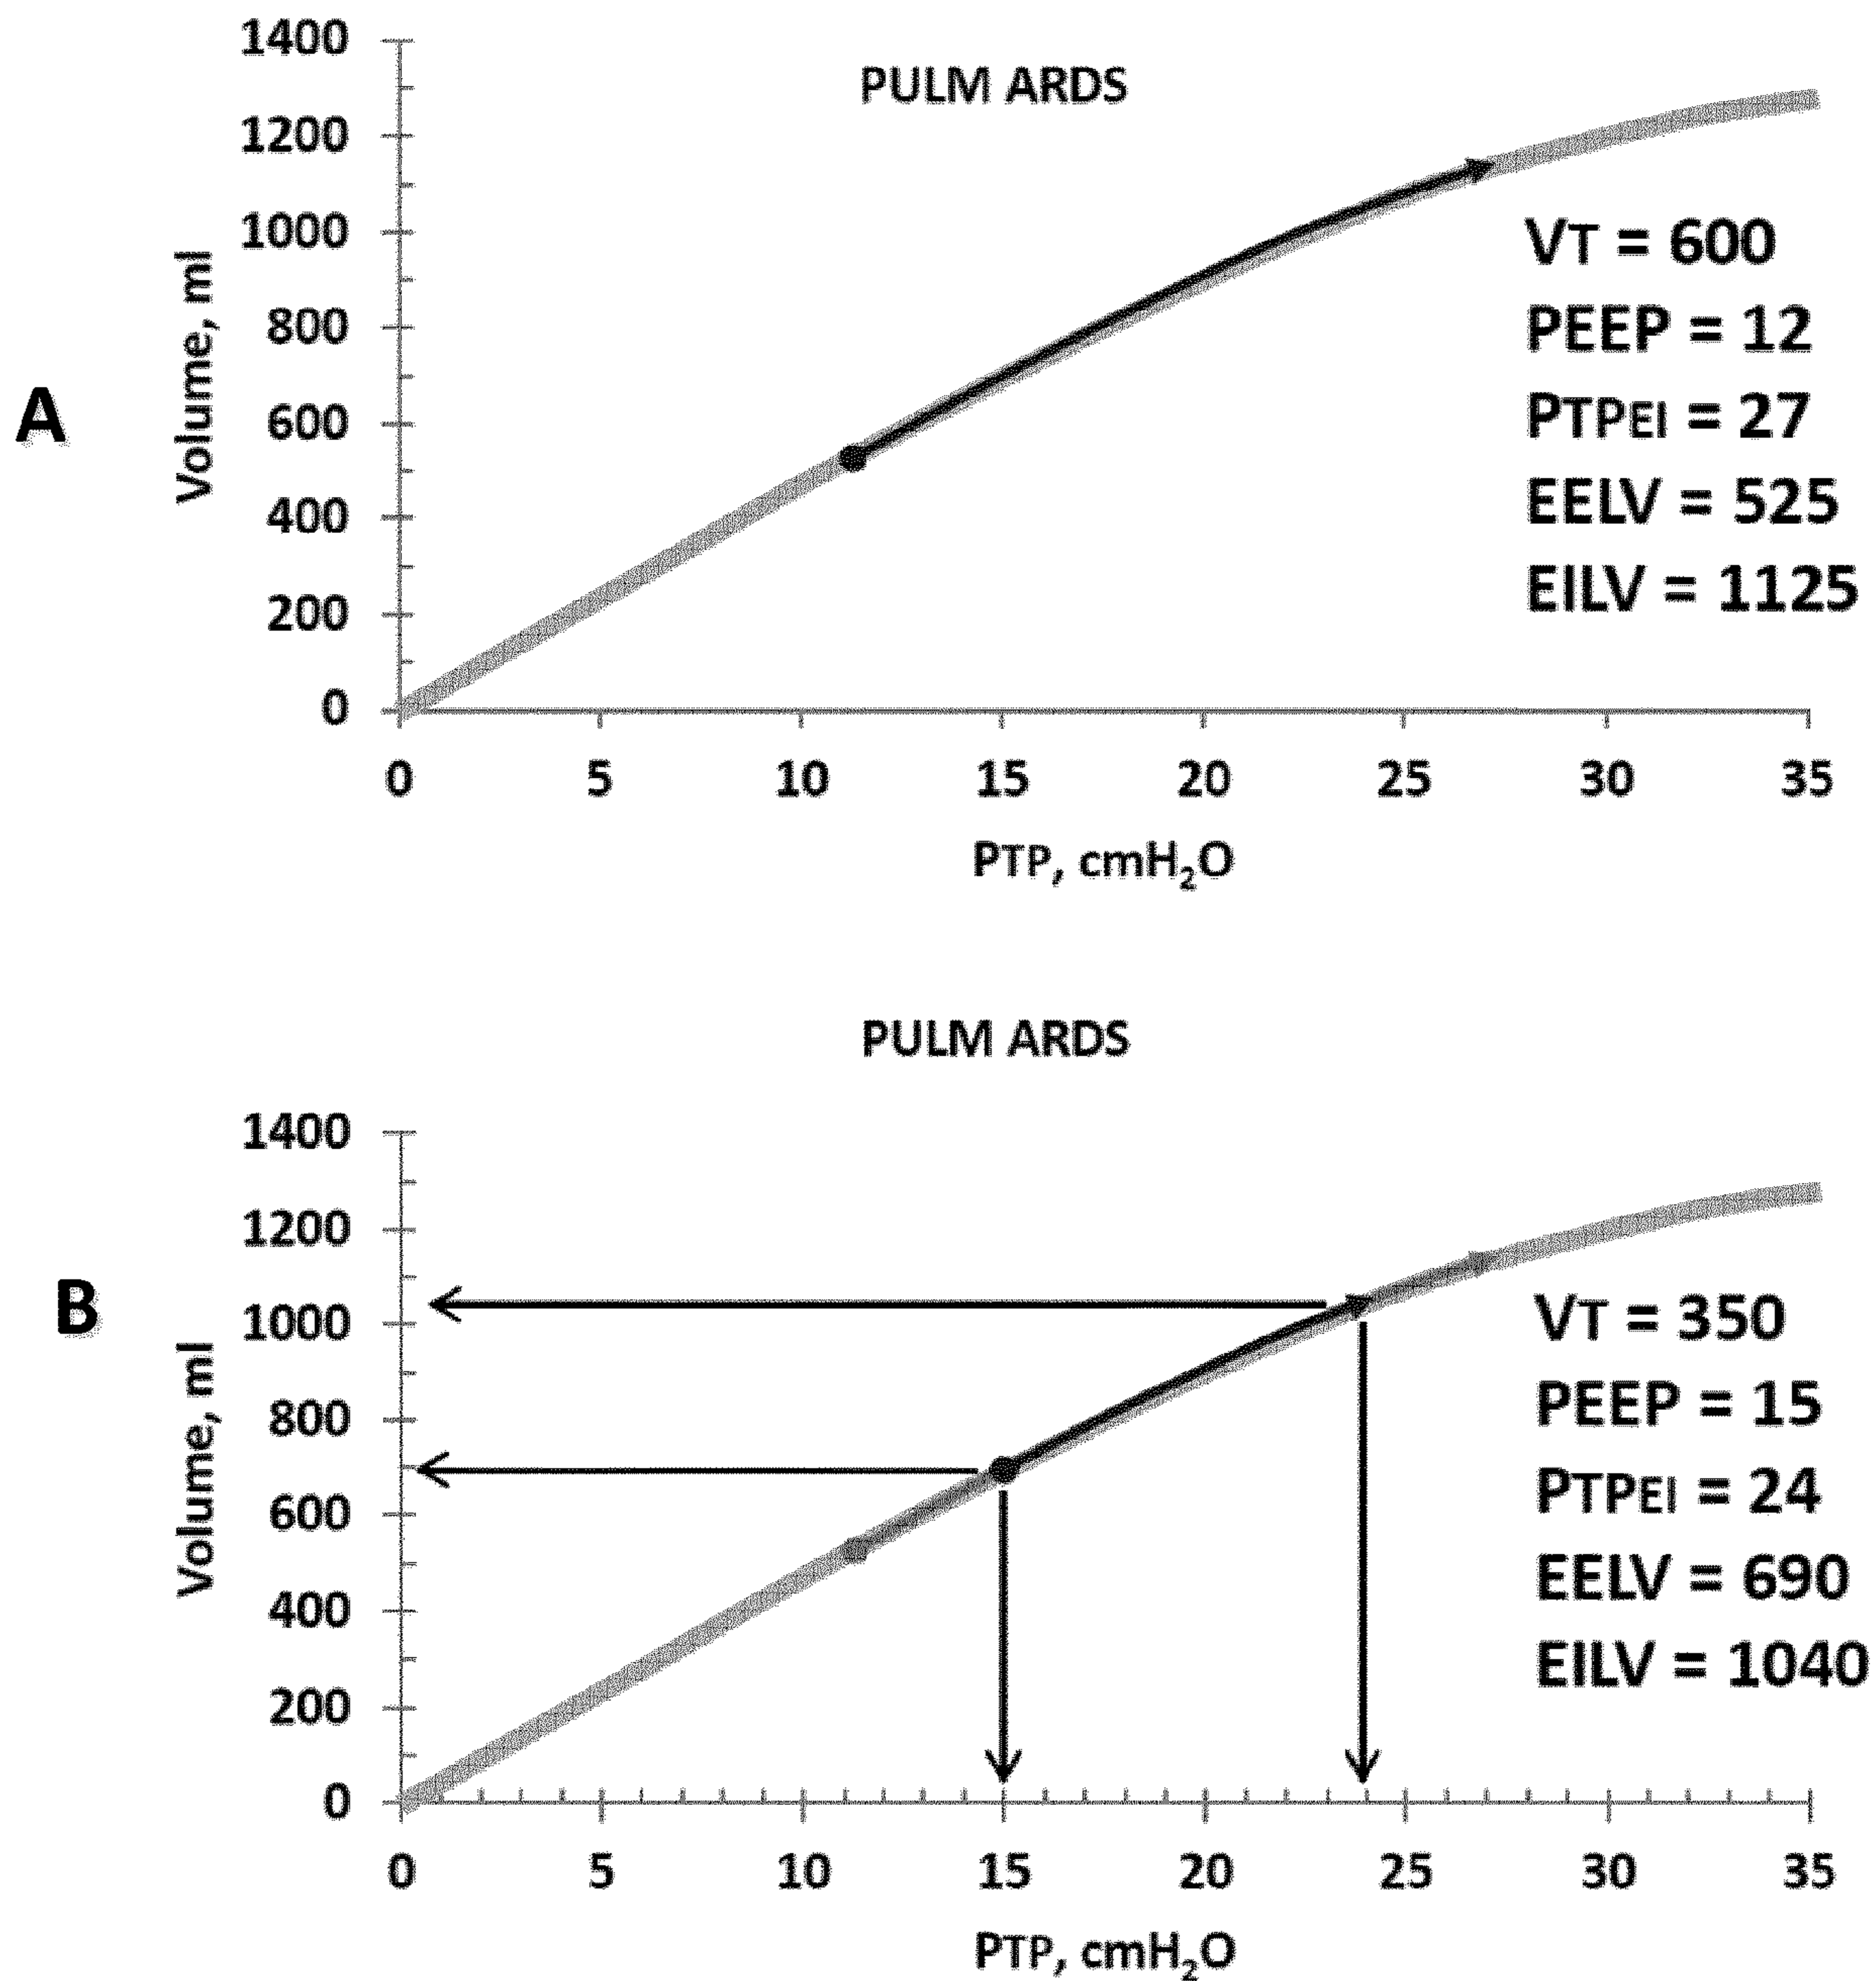 A
PULM ARDS
Volume, ml
1400
1200
1000
800
600
400
200
0
0 5 10 15 20 25 30 35
PTP, cmH₂O
VT = 600
PEEP = 12
PTPEI = 27
EELV = 525
EILV = 1125
B
PULM ARDS
Volume, ml
1400
1200
1000
800
600
400
200
0
0 5 10 15 20 25 30 35
PTP, cmH₂O
VT = 350
PEEP = 15
PTPEI = 24
EELV = 690
EILV = 1040